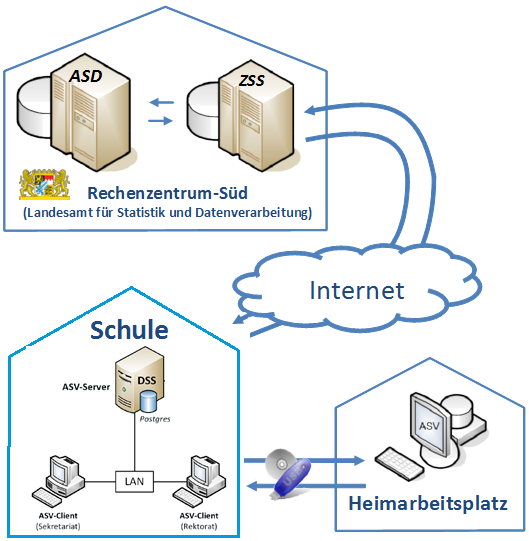 ASD
ZSS
Rechenzentrum-Süd
(Landesamt für Statistik und Datenverarbeitung)
Internet
Schule
ASV-Server
DSS
Postgres
LAN
ASV-Client
(Sekretariat)
ASV-Client
(Rektorat)
USB
ASV
Heimarbeitsplatz